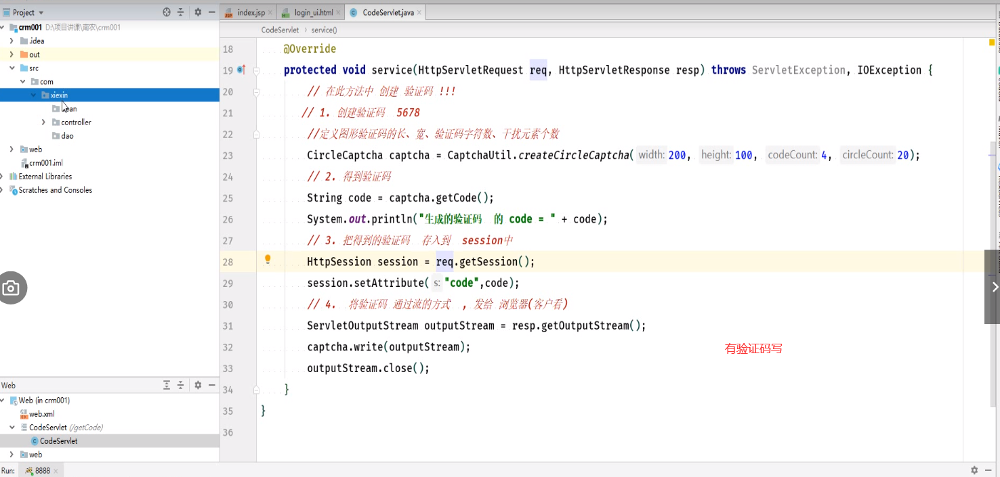 Project
crm001 D:\项目讲课\南农\crm001
.idea
out
src
com
xiexin
controller
dao
web
crm001.iml
External Libraries
Scratches and Consoles
Web
Web (in crm001)
web.xml
CodeServlet (/getCode)
CodeServlet
web
Run: 8888
index.jsp
login_ui.html
CodeServlet.java
CodeServlet service()
18 @Override
19 protected void service(HttpServletRequest req, HttpServletResponse resp) throws ServletException, IOException {
20 // 在此方法中 创建 验证码 !!!
21 // 1. 创建验证码 5678
22 //定义图形验证码的长、宽、验证码字符数、干扰元素个数
23 CircleCaptcha captcha = CaptchaUtil.createCircleCaptcha( width: 200, height: 100, codeCount: 4, circleCount: 20);
24 // 2. 得到验证码
25 String code = captcha.getCode();
26 System.out.println("生成的验证码 的 code = " + code);
27 // 3. 把得到的验证码 存入到 session中
28 HttpSession session = req.getSession();
29 session.setAttribute( s: "code",code);
30 // 4. 将验证码 通过流的方式 , 发给 浏览器(客户看)
31 ServletOutputStream outputStream = resp.getOutputStream();
32 captcha.write(outputStream);
有验证码写
33 outputStream.close();
34 }
35 }
36